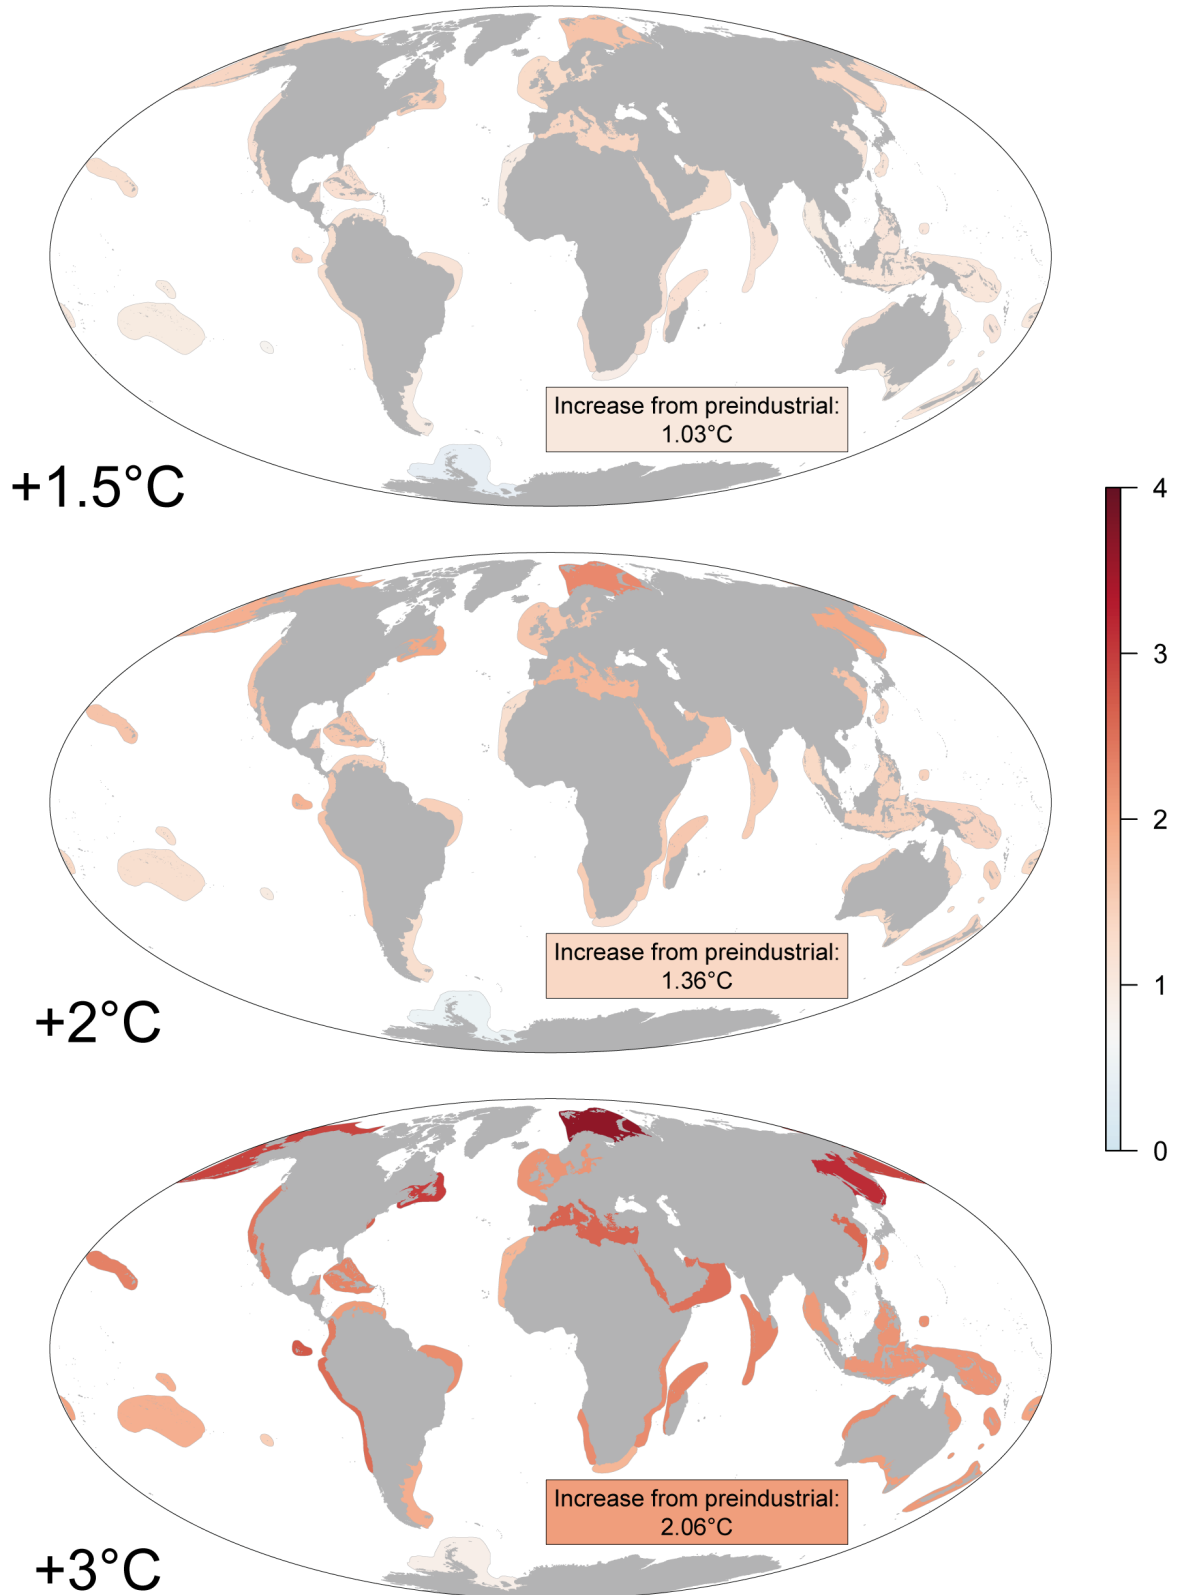 Increase from preindustrial:
1.03°C
+1.5°C
4
3
2
1
0
Increase from preindustrial:
1.36°C
+2°C
Increase from preindustrial:
2.06°C
+3°C